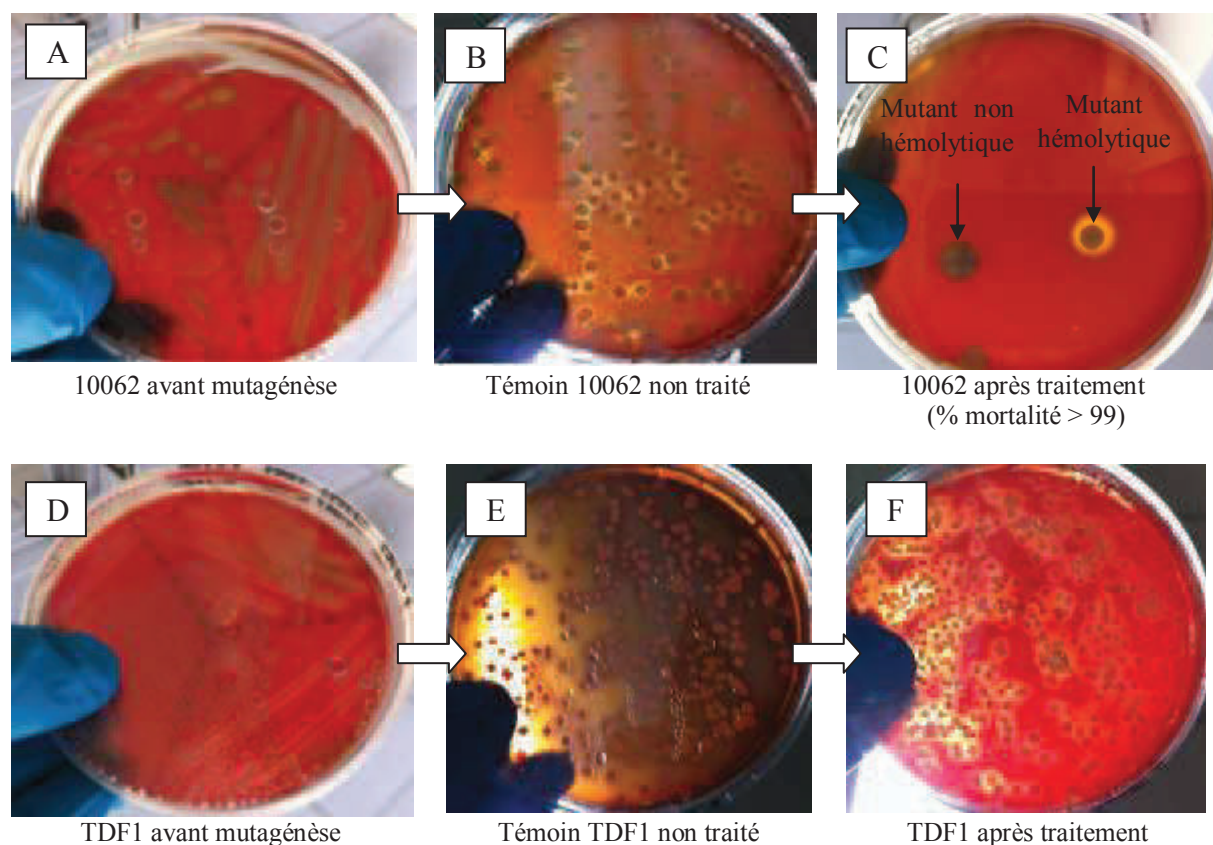 A
B
C
Mutant non
hémolytique
Mutant
hémolytique
10062 avant mutagénèse
Témoin 10062 non traité
10062 après traitement
(% mortalité > 99)
D
E
F
TDF1 avant mutagénèse
Témoin TDF1 non traité
TDF1 après traitement